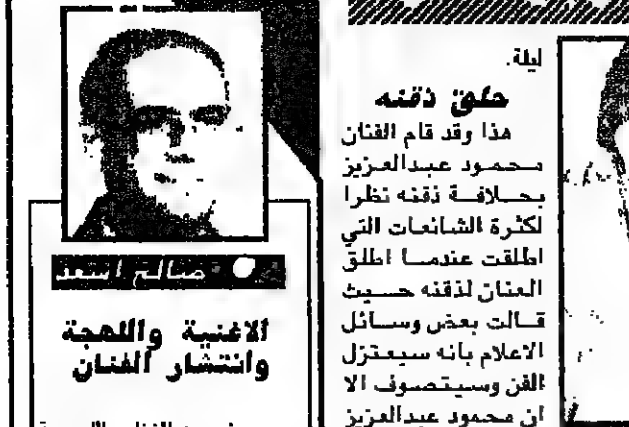 ليلة.
حلق ذقنه
هذا وقد قام الفنان
محمود عبدالعزيز
بحلاقة ذقنه نظرا
لكثرة الشائعات التي
اطلقت عندما اطلق
العنان لذقنه حسيث
قالت بعض وسائل
الاعلام بانه سيعتزل
الفن وسيتصوف الا
ان محمود عبدالعزيز
صالح اسعد
الاغنية واللهجة
وانتشار الفنان